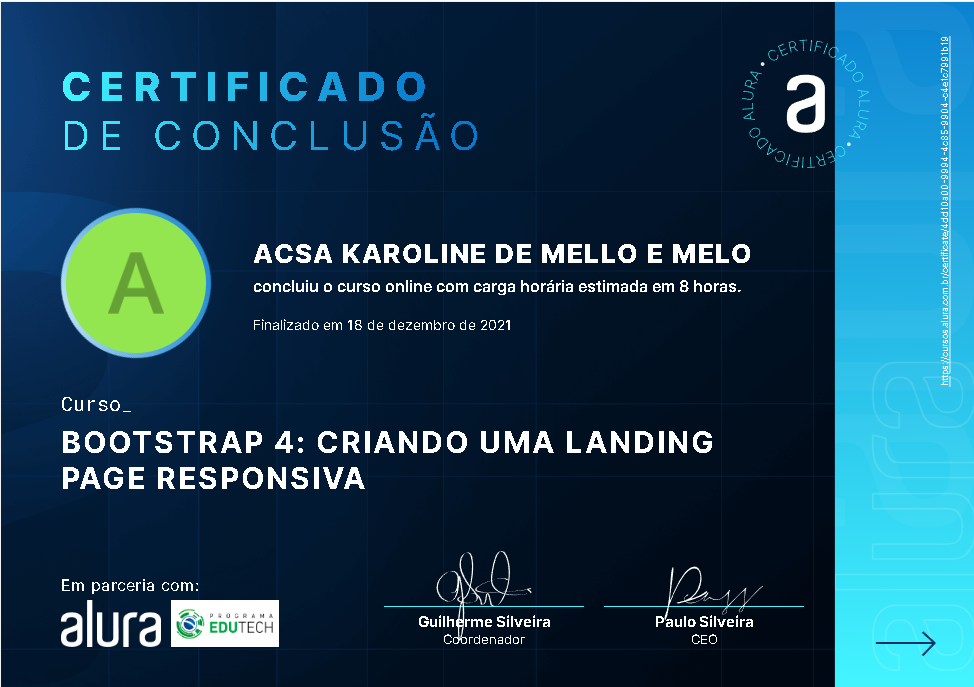 CERTIFICADO
DE CONCLUSÃO
CERTIFICADO ALURA • CERTIFICADO ALURA •
a
A
ACSA KAROLINE DE MELLO E MELO
concluiu o curso online com carga horária estimada em 8 horas.
Finalizado em 18 de dezembro de 2021
Curso_
BOOTSTRAP 4: CRIANDO UMA LANDING
PAGE RESPONSIVA
Em parceria com:
alura
PROGRAMA
EDUTECH
Guilherme Silveira
Coordenador
Paulo Silveira
CEO
https://cursos.alura.com.br/certificate/4dd10a00-9994-4c85-9904-c4e1c7991b19
alura